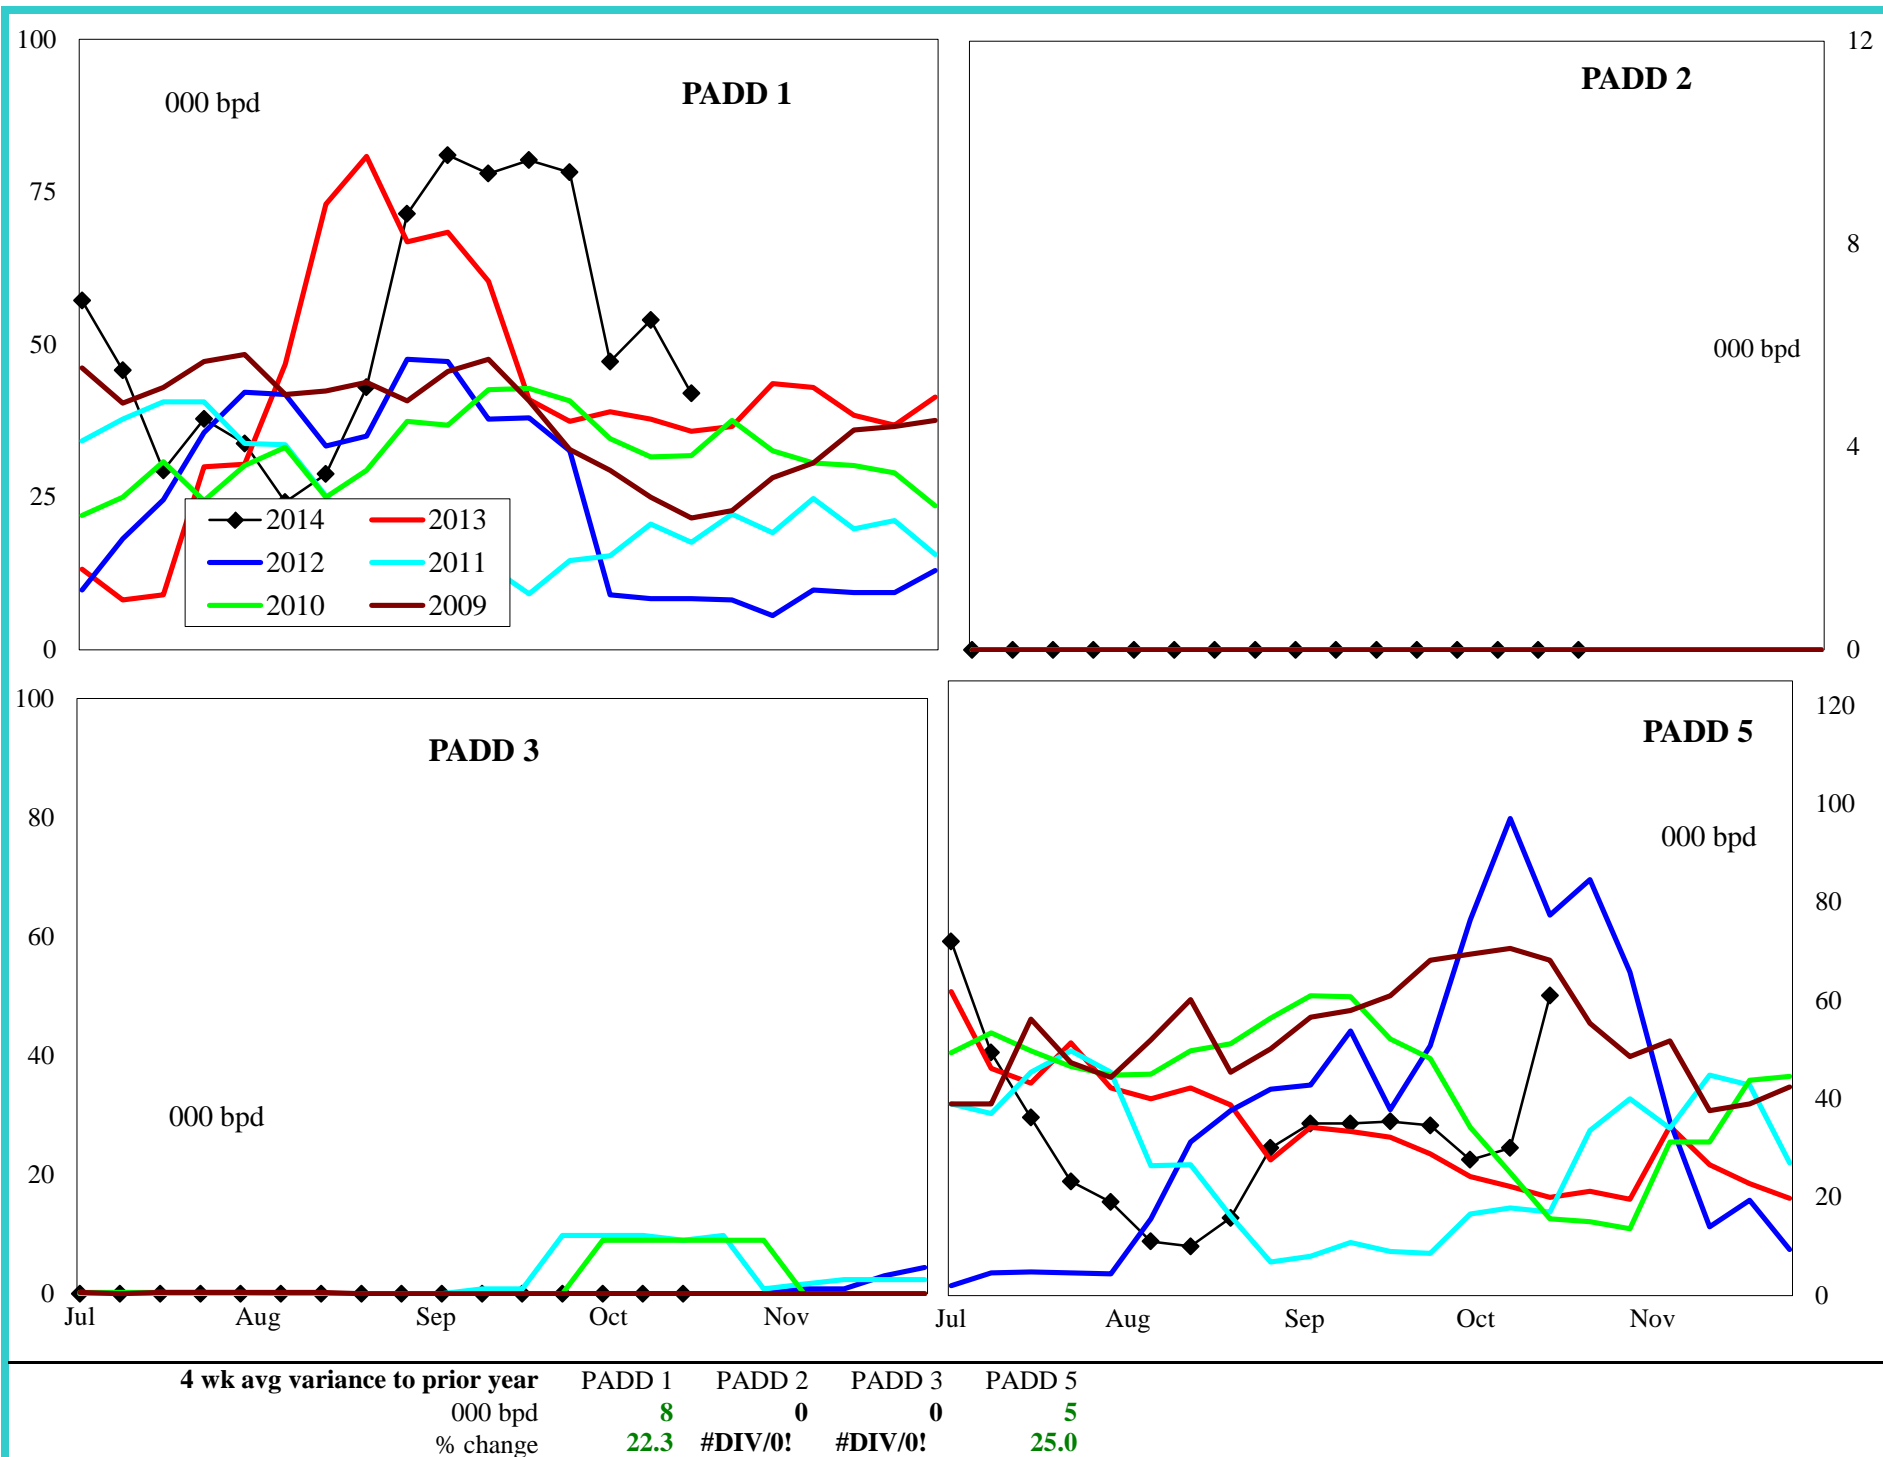 100
75
50
25
0
000 bpd
PADD 1
2014 2013
2012 2011
2010 2009
PADD 2
000 bpd
12
8
4
0
100
80
60
40
20
0
PADD 3
000 bpd
Jul Aug Sep Oct Nov
PADD 5
000 bpd
120
100
80
60
40
20
0
Jul Aug Sep Oct Nov
4 wk avg variance to prior year PADD 1 PADD 2 PADD 3 PADD 5
000 bpd 8 0 0 5
% change 22.3 #DIV/0! #DIV/0! 25.0